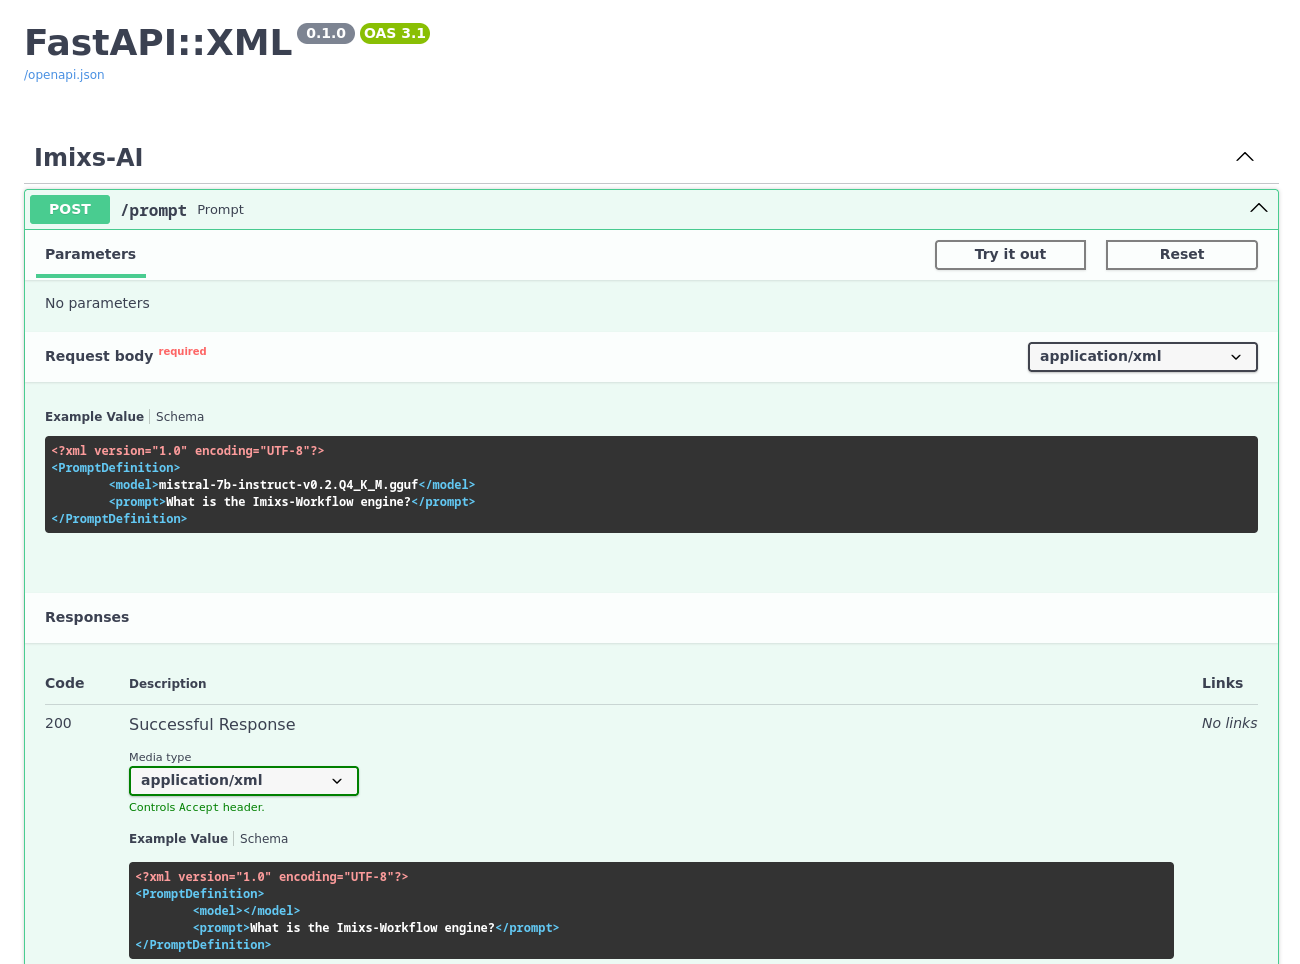 FastAPI::XML 0.1.0 OAS 3.1
/openapi.json
Imixs-AI
POST /prompt Prompt
Parameters Try it out Reset
No parameters
Request body required application/xml
Example Value Schema
<?xml version="1.0" encoding="UTF-8"?>
<PromptDefinition>
	<model>mistral-7b-instruct-v0.2.Q4_K_M.gguf</model>
	<prompt>What is the Imixs-Workflow engine?</prompt>
</PromptDefinition>
Responses
Code Description Links
200 Successful Response No links
Media type
application/xml
Controls Accept header.
Example Value Schema
<?xml version="1.0" encoding="UTF-8"?>
<PromptDefinition>
	<model></model>
	<prompt>What is the Imixs-Workflow engine?</prompt>
</PromptDefinition>